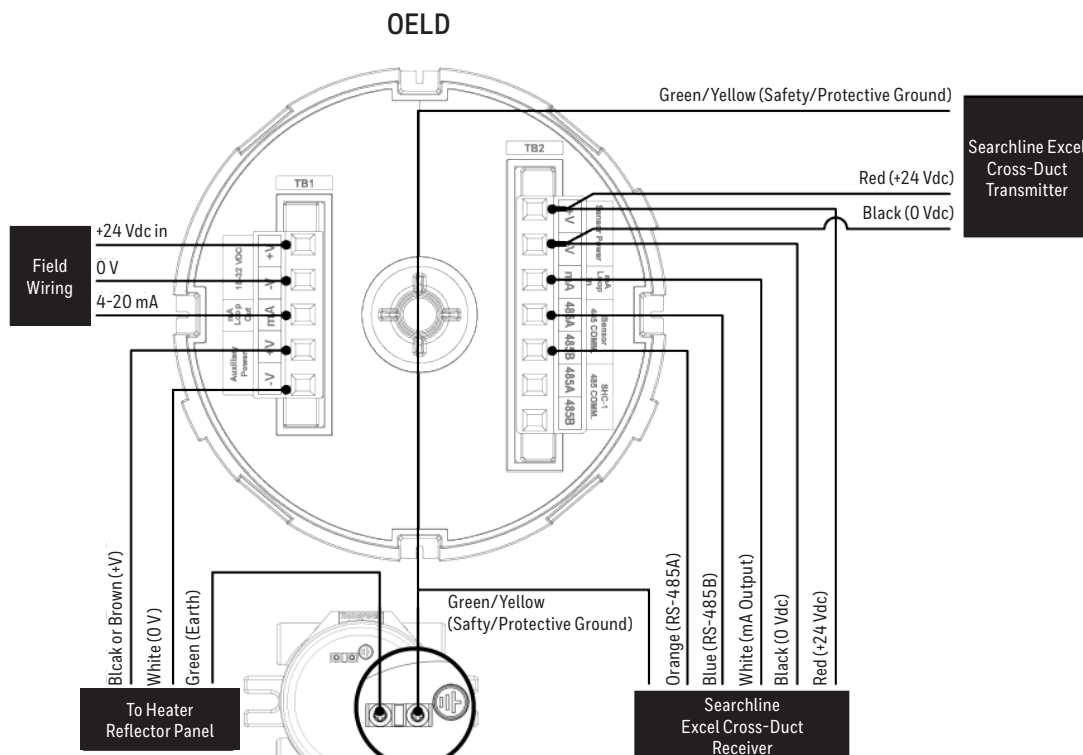 OELD
Green/Yellow (Safety/Protective Ground)
Searchline Excel
Cross-Duct
Transmitter
Red (+24 Vdc)
Black (0 Vdc)
TB1
TB2
Field
Wiring
+24 Vdc in
0 V
4-20 mA
+V
-V
mA
+V
-V
mA
Loop
Out
Auxiliary
Power
Sensor Power
mA
Loop
In
Sensor
485 COMM.
SHC-1
485 COMM.
+V
mA
485A
485B
485A
485B
Bicak or Brown (+V)
White (0 V)
Green (Earth)
Green/Yellow
(Safty/Protective Ground)
Orange (RS-485A)
Blue (RS-485B)
White (mA Output)
Black (0 Vdc)
Red (+24 Vdc)
To Heater
Reflector Panel
Searchline
Excel Cross-Duct
Receiver